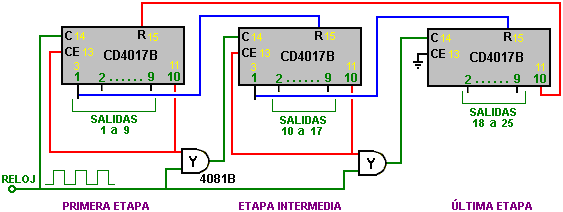 C 14 R 15
CE 13 CD4017B
3 11
1 2 ...... 9 10
SALIDAS
1 a 9
C 14 R 15
CE 13 CD4017B
3 11
1 2 ...... 9 10
SALIDAS
10 a 17
C 14 R 15
CE 13 CD4017B
11
2 ...... 9 10
SALIDAS
18 a 25
Y
4081B
Y
RELOJ
PRIMERA ETAPA
ETAPA INTERMEDIA
ÚLTIMA ETAPA